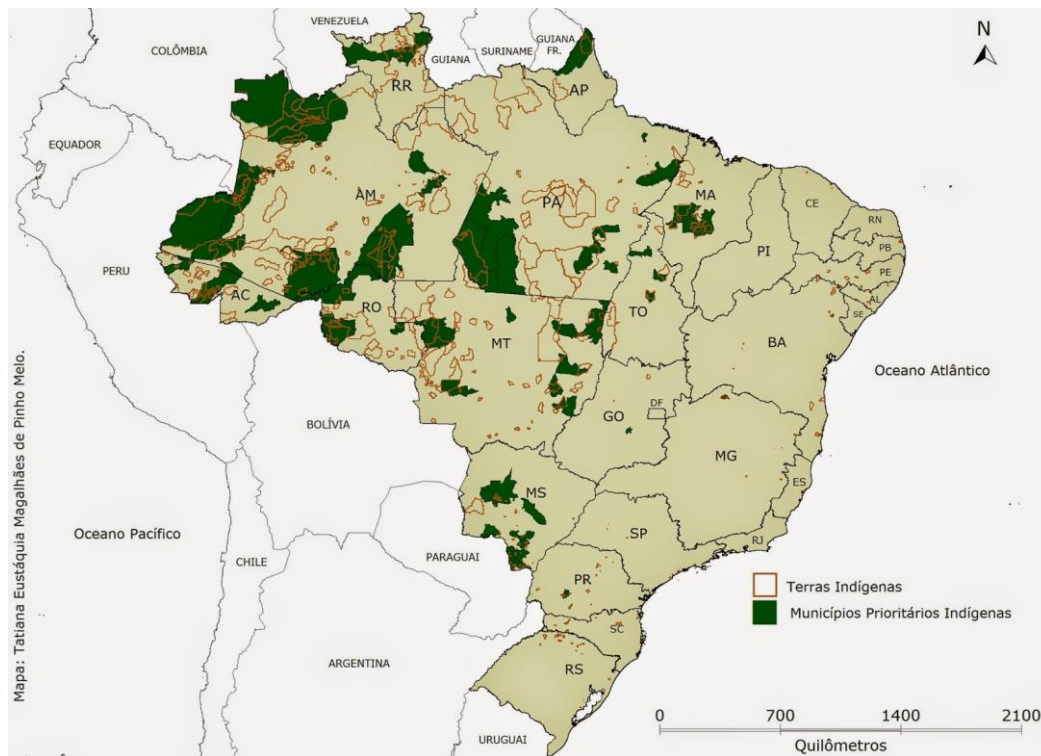 VENEZUELA
COLÔMBIA
GUIANA
SURINAME
GUIANA
FR.
N
RR
AP
EQUADOR
AM
PA
MA
CE
RN
PB
PE
AL
SE
PI
PERU
AC
RO
TO
MT
BA
Oceano Atlântico
BOLÍVIA
GO
DF
MG
ES
MS
SP
RJ
Oceano Pacífico
CHILE
PARAGUAI
PR
SC
RS
ARGENTINA
URUGUAI
Terras Indígenas
Municípios Prioritários Indígenas
0 700 1400 2100
Quilômetros
Mapa: Tatiana Eustáquia Magalhães de Pinho Melo.